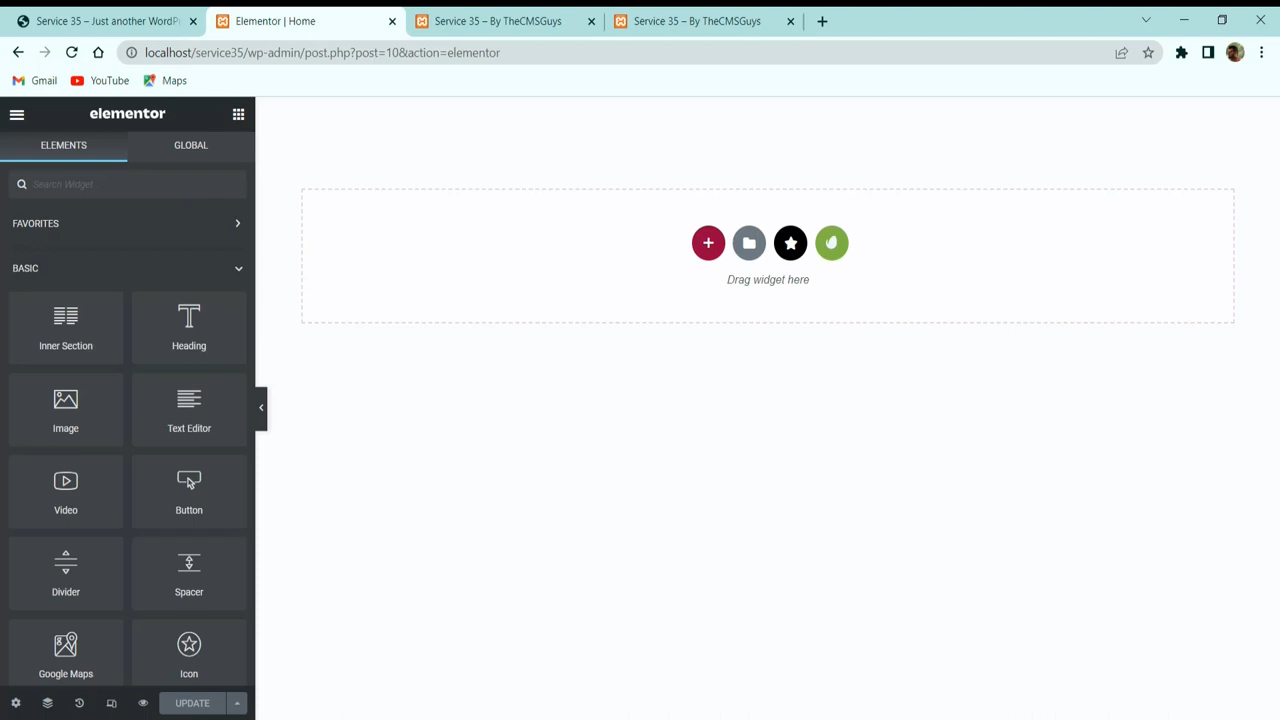 Service 35 – Just another WordPr
Elementor | Home
Service 35 – By TheCMSGuys
Service 35 – By TheCMSGuys
localhost/service35/wp-admin/post.php?post=10&action=elementor
Gmail
YouTube
Maps
elementor
ELEMENTS
GLOBAL
Search Widget...
FAVORITES
BASIC
Inner Section
Heading
Image
Text Editor
Video
Button
Divider
Spacer
Google Maps
Icon
UPDATE
Drag widget here